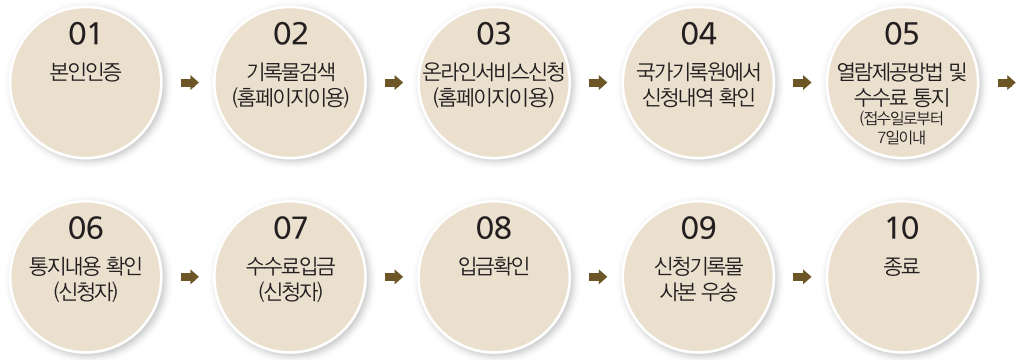 01
본인인증
02
기록물검색
(홈페이지이용)
03
온라인서비스신청
(홈페이지이용)
04
국가기록원에서
신청내역 확인
05
열람제공방법 및
수수료 통지
(접수일로부터
7일이내
06
통지내용 확인
(신청자)
07
수수료입금
(신청자)
08
입금확인
09
신청기록물
사본 우송
10
종료